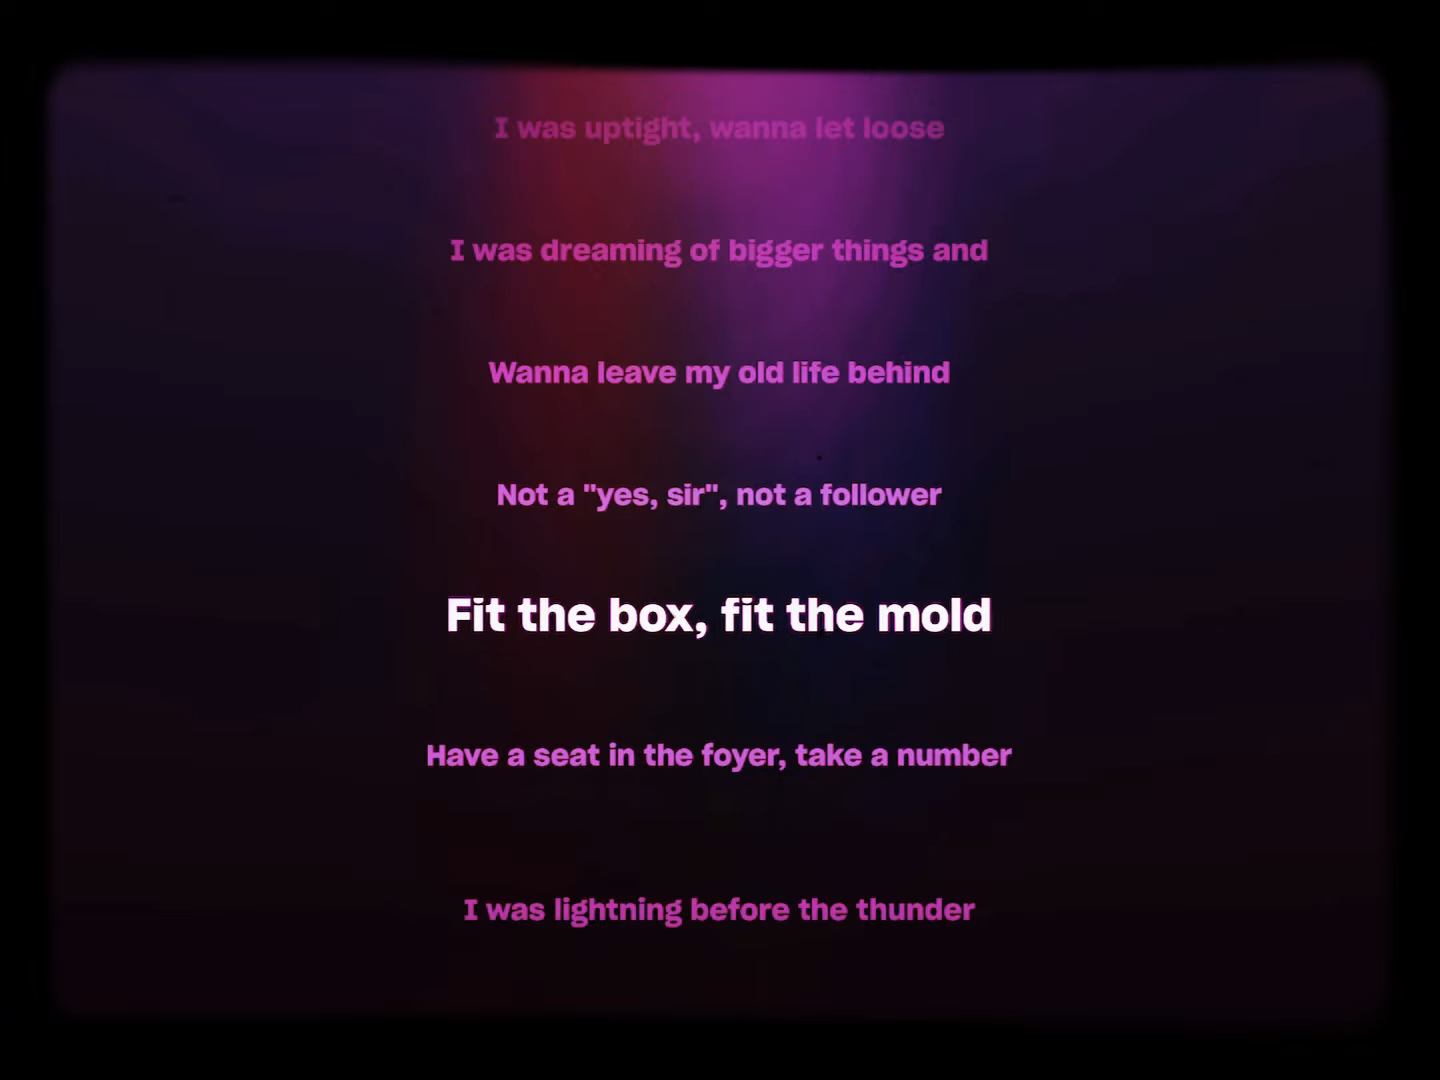 I was uptight, wanna let loose
I was dreaming of bigger things and
Wanna leave my old life behind
Not a "yes, sir", not a follower
Fit the box, fit the mold
Have a seat in the foyer, take a number
I was lightning before the thunder